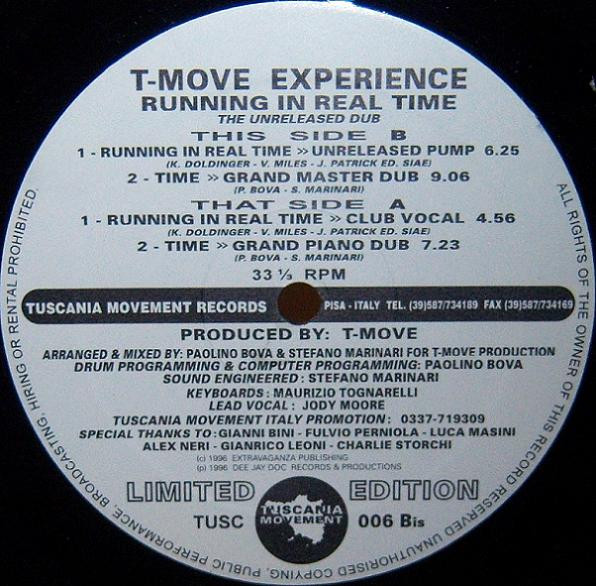 T-MOVE EXPERIENCE
RUNNING IN REAL TIME
THE UNRELEASED DUB
THIS SIDE B
1 - RUNNING IN REAL TIME » UNRELEASED PUMP 6.25
(K. DOLDINGER - V. MILES - J. PATRICK ED. SIAE)
2 - TIME » GRAND MASTER DUB 9.06
(P. BOVA - S. MARINARI)
THAT SIDE A
1 - RUNNING IN REAL TIME » CLUB VOCAL 4.56
(K. DOLDINGER - V. MILES - J. PATRICK ED. SIAE)
2 - TIME » GRAND PIANO DUB 7.23
(P. BOVA - S. MARINARI)
33 ⅓ RPM
TUSCANIA MOVEMENT RECORDS PISA - ITALY TEL. (39)587/734189 FAX (39)587/734169
PRODUCED BY: T-MOVE
ARRANGED & MIXED BY: PAOLINO BOVA & STEFANO MARINARI FOR T-MOVE PRODUCTION
DRUM PROGRAMMING & COMPUTER PROGRAMMING: PAOLINO BOVA
SOUND ENGINEERED: STEFANO MARINARI
KEYBOARDS: MAURIZIO TOGNARELLI
LEAD VOCAL: JODY MOORE
TUSCANIA MOVEMENT ITALY PROMOTION: 0337-719309
SPECIAL THANKS TO: GIANNI BINI - FULVIO PERNIOLA - LUCA MASINI
ALEX NERI - GIANRICO LEONI - CHARLIE STORCHI
(c) 1996 EXTRAVAGANZA PUBLISHING
(p) 1996 DEE JAY DOC RECORDS & PRODUCTIONS
LIMITED EDITION
TUSC TUSCANIA MOVEMENT 006 Bis
ALL RIGHTS OF THE OWNER OF THIS RECORD RESERVED UNAUTHORISED COPYING, PUBLIC PERFORMANCE, BROADCASTING, HIRING OR RENTAL PROHIBITED.